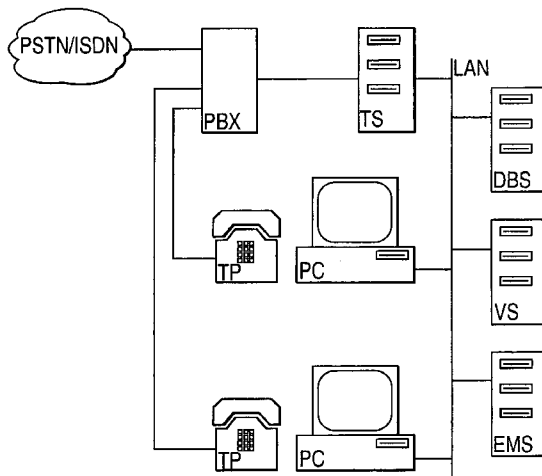 PSTN/ISDN
PBX
TS
LAN
DBS
TP
PC
VS
TP
PC
EMS